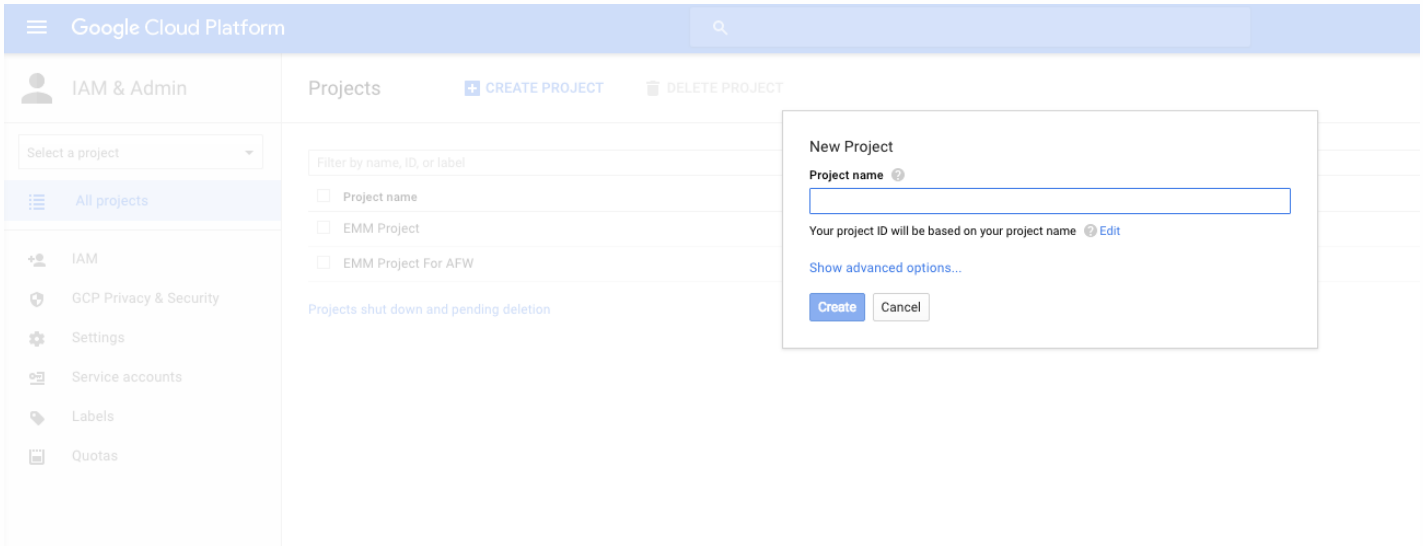 Google Cloud Platform
IAM & Admin
Select a project
All projects
IAM
GCP Privacy & Security
Settings
Service accounts
Labels
Quotas
Projects
CREATE PROJECT
DELETE PROJECT
Filter by name, ID, or label
Project name
EMM Project
EMM Project For AFW
Projects shut down and pending deletion
New Project
Project name
Your project ID will be based on your project name Edit
Show advanced options...
Create Cancel